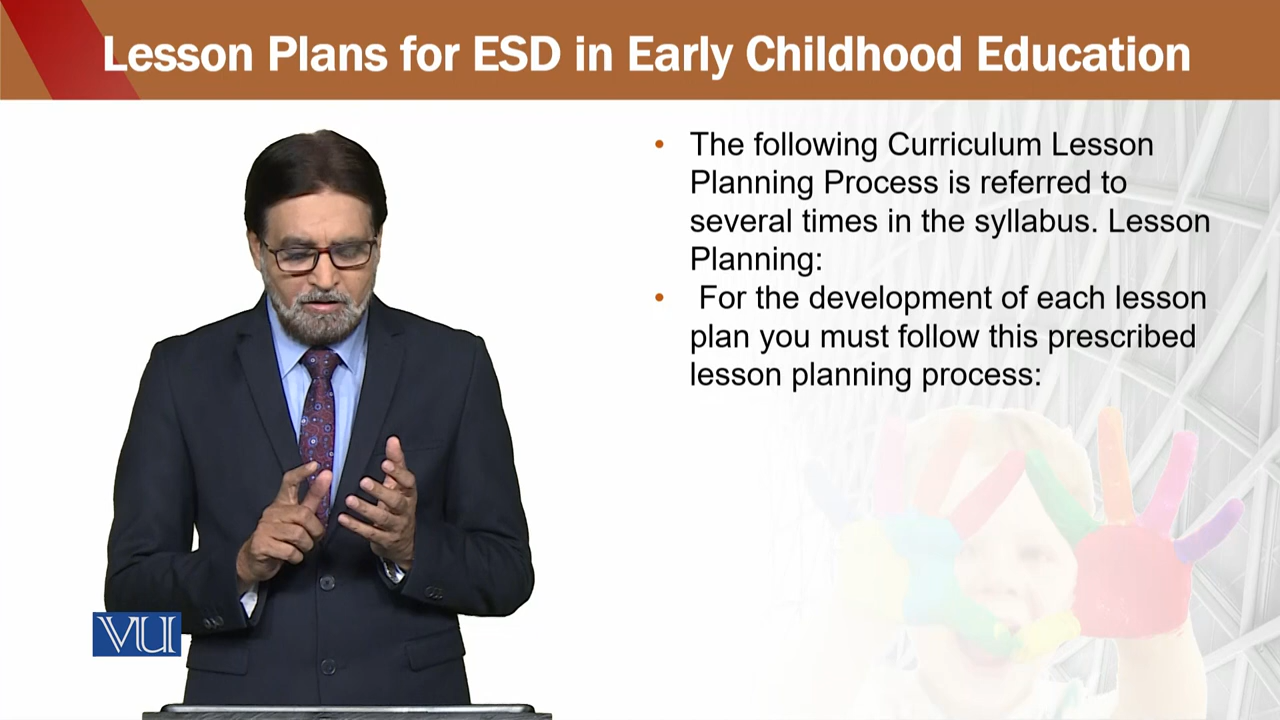 Lesson Plans for ESD in Early Childhood Education
• The following Curriculum Lesson
Planning Process is referred to
several times in the syllabus. Lesson
Planning:
• For the development of each lesson
plan you must follow this prescribed
lesson planning process:
VU